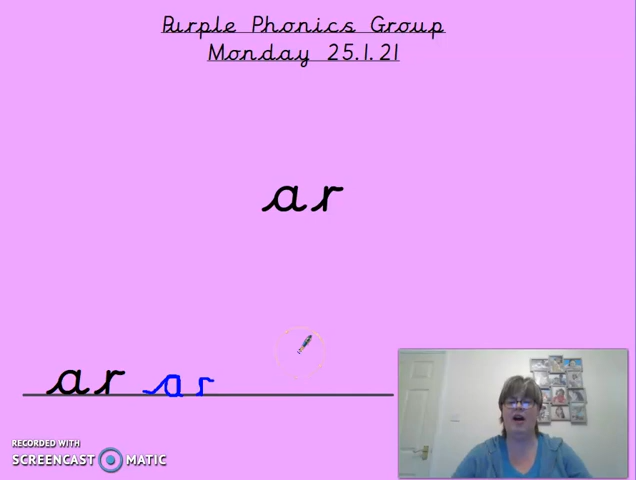 Purple Phonics Group
Monday 25.1.21
ar
ar ar
RECORDED WITH
SCREENCAST MATIC